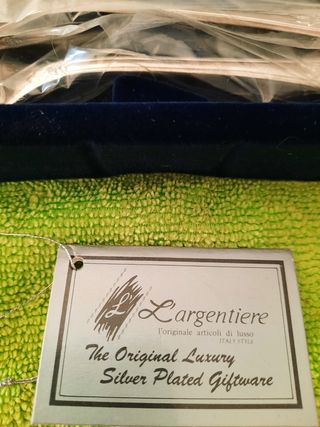 L'
L'argentiere
l'originale articoli di lusso
ITALY STYLE
The Original Luxury
Silver Plated Giftware